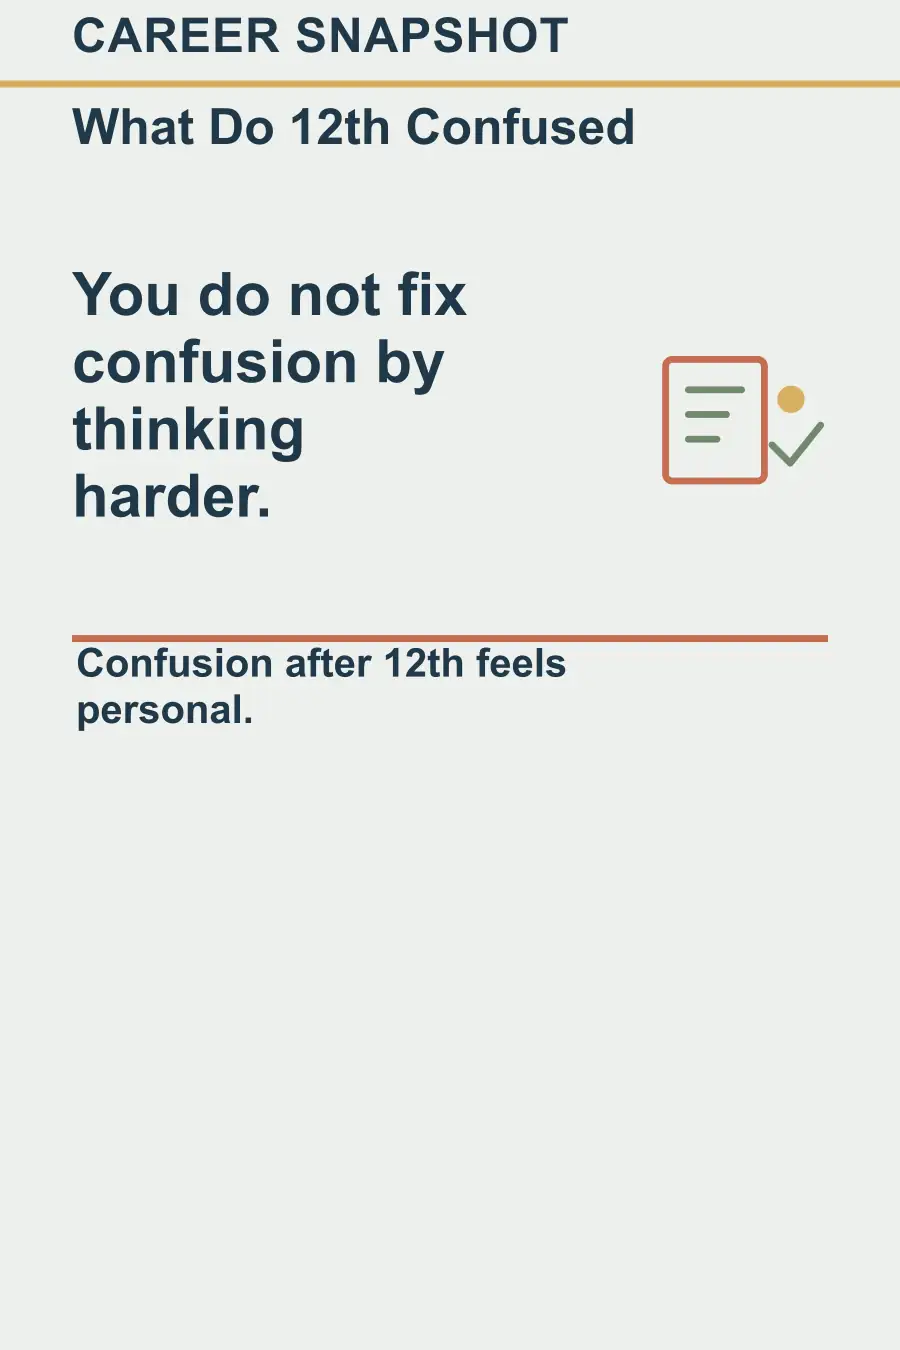 CAREER SNAPSHOT
What Do 12th Confused
You do not fix
confusion by
thinking
harder.
Confusion after 12th feels
personal.